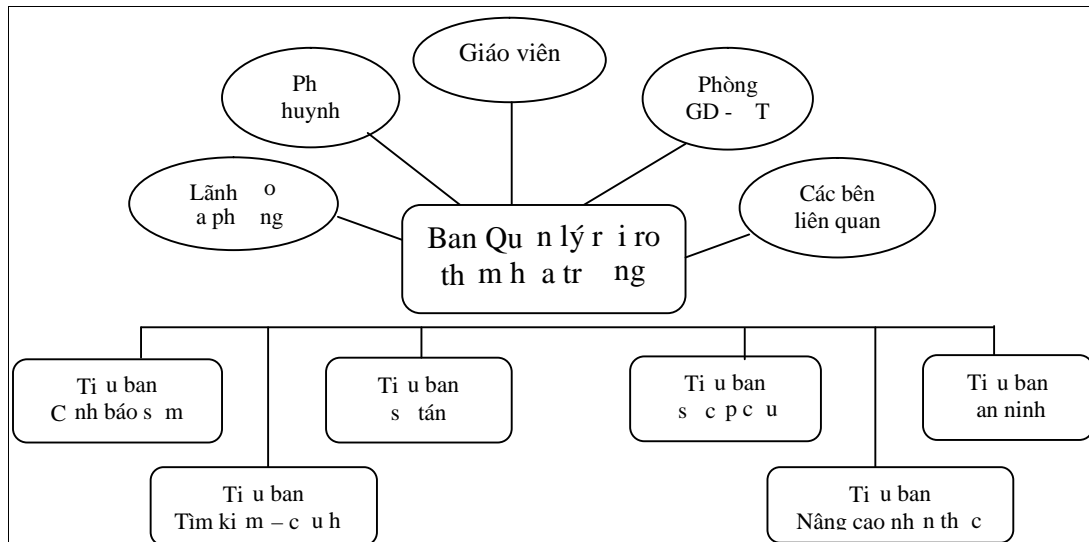 Giáo viên
Ph
huynh
Phòng
GD - T
Lãnh o
a ph ng
Các bên
liên quan
Ban Qu n lý r i ro
th m h a tr ng
Ti u ban
C nh báo s m
Ti u ban
s tán
Ti u ban
s c p c u
Ti u ban
an ninh
Ti u ban
Tìm ki m – c u h
Ti u ban
Nâng cao nh n th c